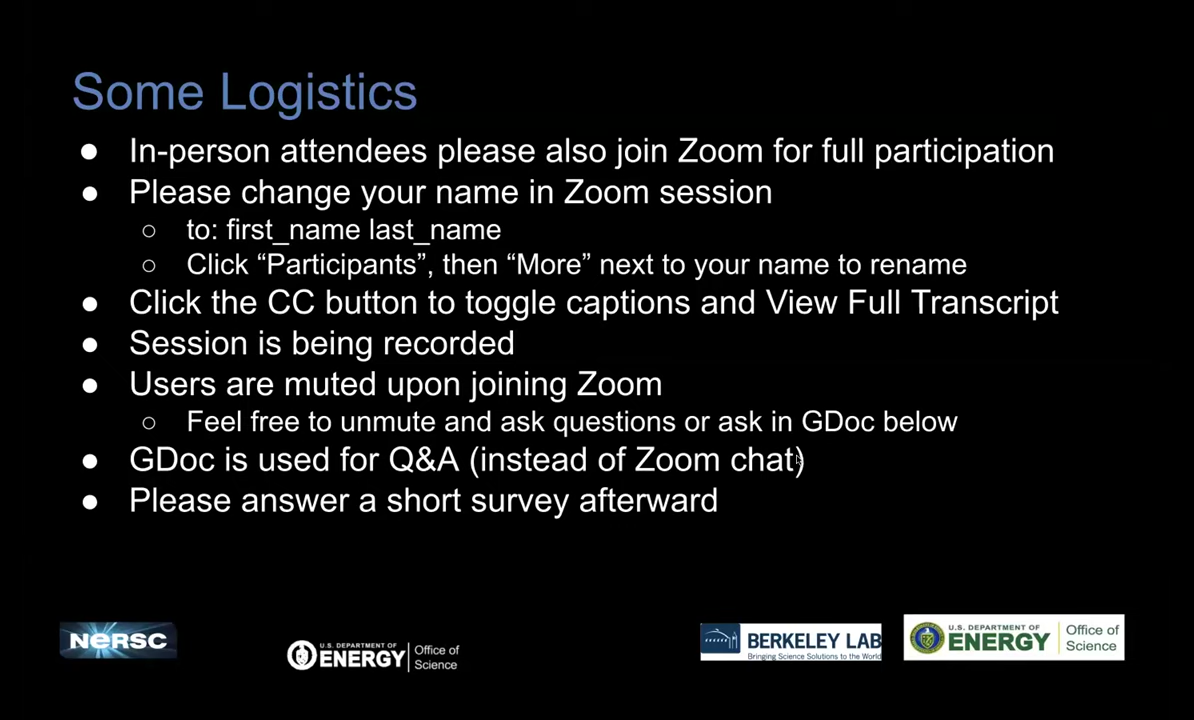 Some Logistics
● In-person attendees please also join Zoom for full participation
● Please change your name in Zoom session
○ to: first_name last_name
○ Click “Participants”, then “More” next to your name to rename
● Click the CC button to toggle captions and View Full Transcript
● Session is being recorded
● Users are muted upon joining Zoom
○ Feel free to unmute and ask questions or ask in GDoc below
● GDoc is used for Q&A (instead of Zoom chat)
● Please answer a short survey afterward
NERSC
U.S. DEPARTMENT OF
ENERGY
Office of
Science
BERKELEY LAB
Bringing Science Solutions to the World
U.S. DEPARTMENT OF
ENERGY
Office of
Science